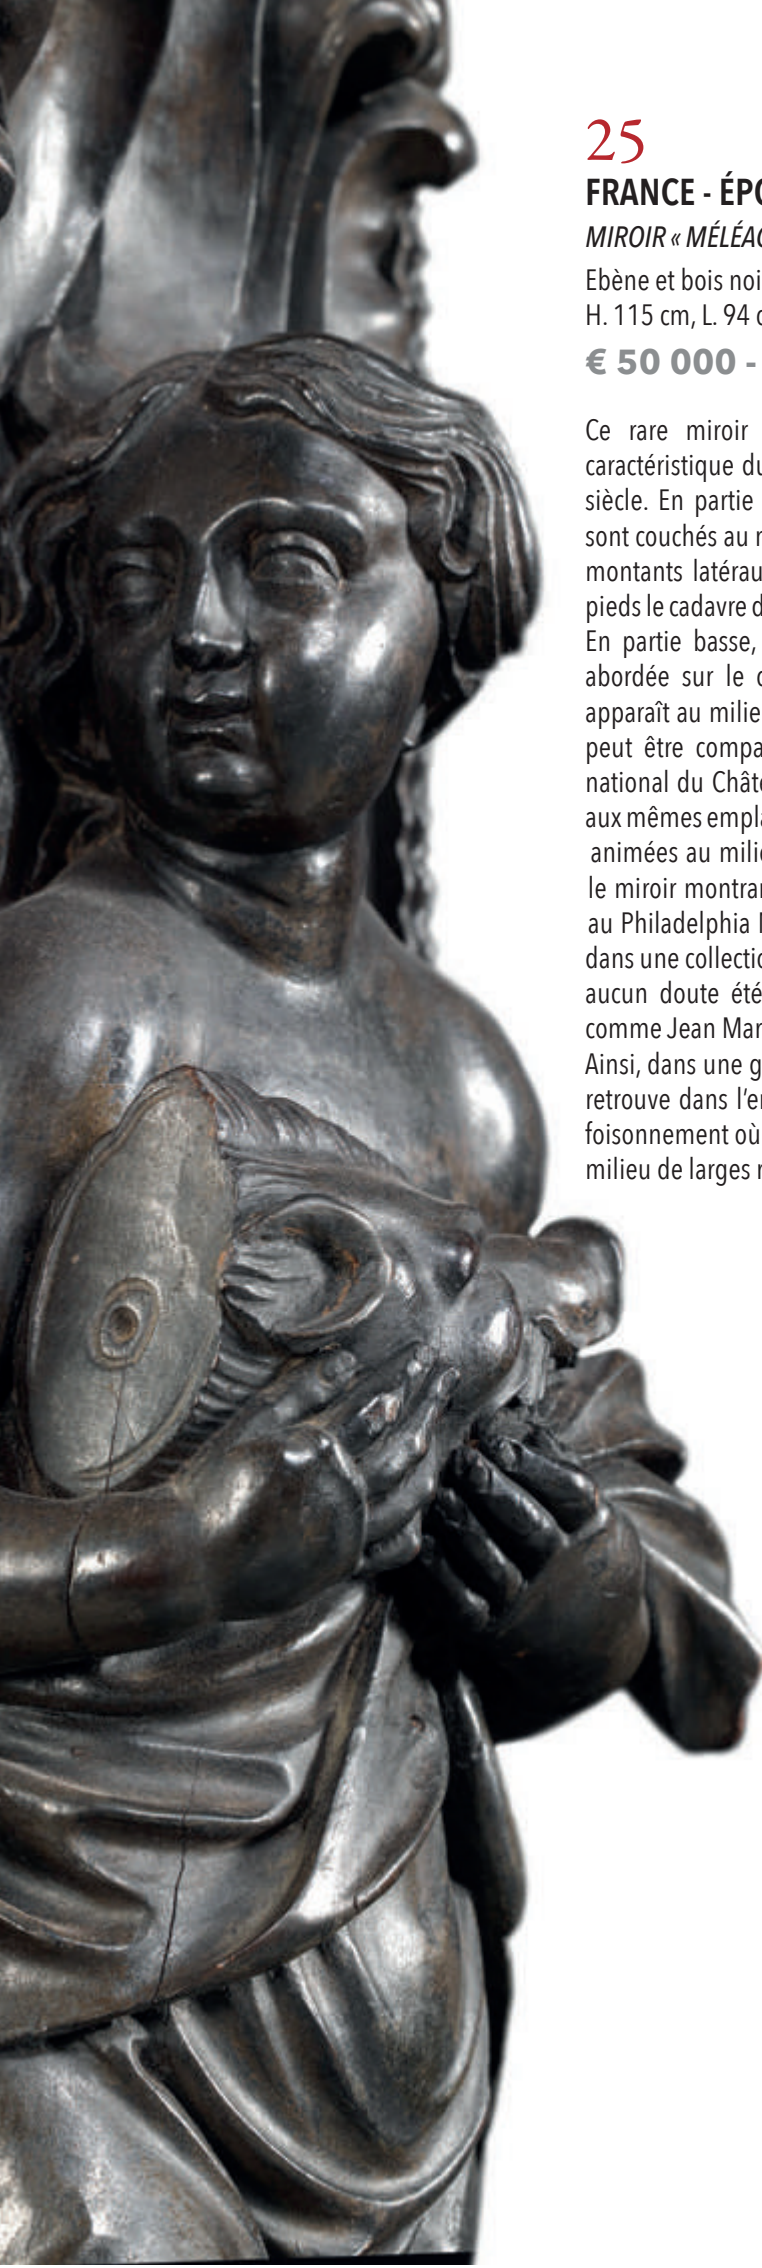 25
FRANCE - ÉPO
MIROIR « MÉLÉAG
Ebène et bois noi
H. 115 cm, L. 94 c
€ 50 000 -
Ce rare miroir
caractéristique du
siècle. En partie
sont couchés au m
montants latérau
pieds le cadavre d
En partie basse,
abordée sur le c
apparaît au milie
peut être compa
national du Châte
aux mêmes empla
animées au milie
le miroir montran
au Philadelphia M
dans une collectio
aucun doute été
comme Jean Mar
Ainsi, dans une g
retrouve dans l'en
foisonnement où
milieu de larges r